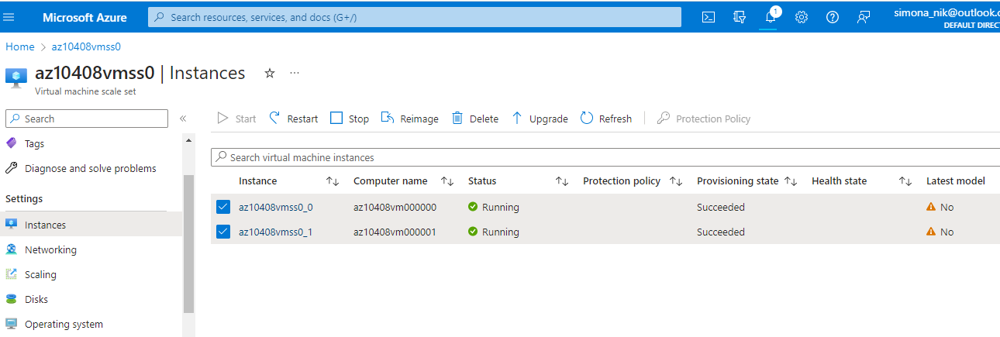 Microsoft Azure
Search resources, services, and docs (G+/)
1
simona_nik@outlook.c
DEFAULT DIREC
Home > az10408vmss0
az10408vmss0 | Instances
Virtual machine scale set
Search
Start Restart Stop Reimage Delete Upgrade Refresh Protection Policy
Tags
Diagnose and solve problems
Settings
Instances
Networking
Scaling
Disks
Operating system
Search virtual machine instances
Instance Computer name Status Protection policy Provisioning state Health state Latest model
az10408vmss0_0 az10408vm000000 Running Succeeded No
az10408vmss0_1 az10408vm000001 Running Succeeded No